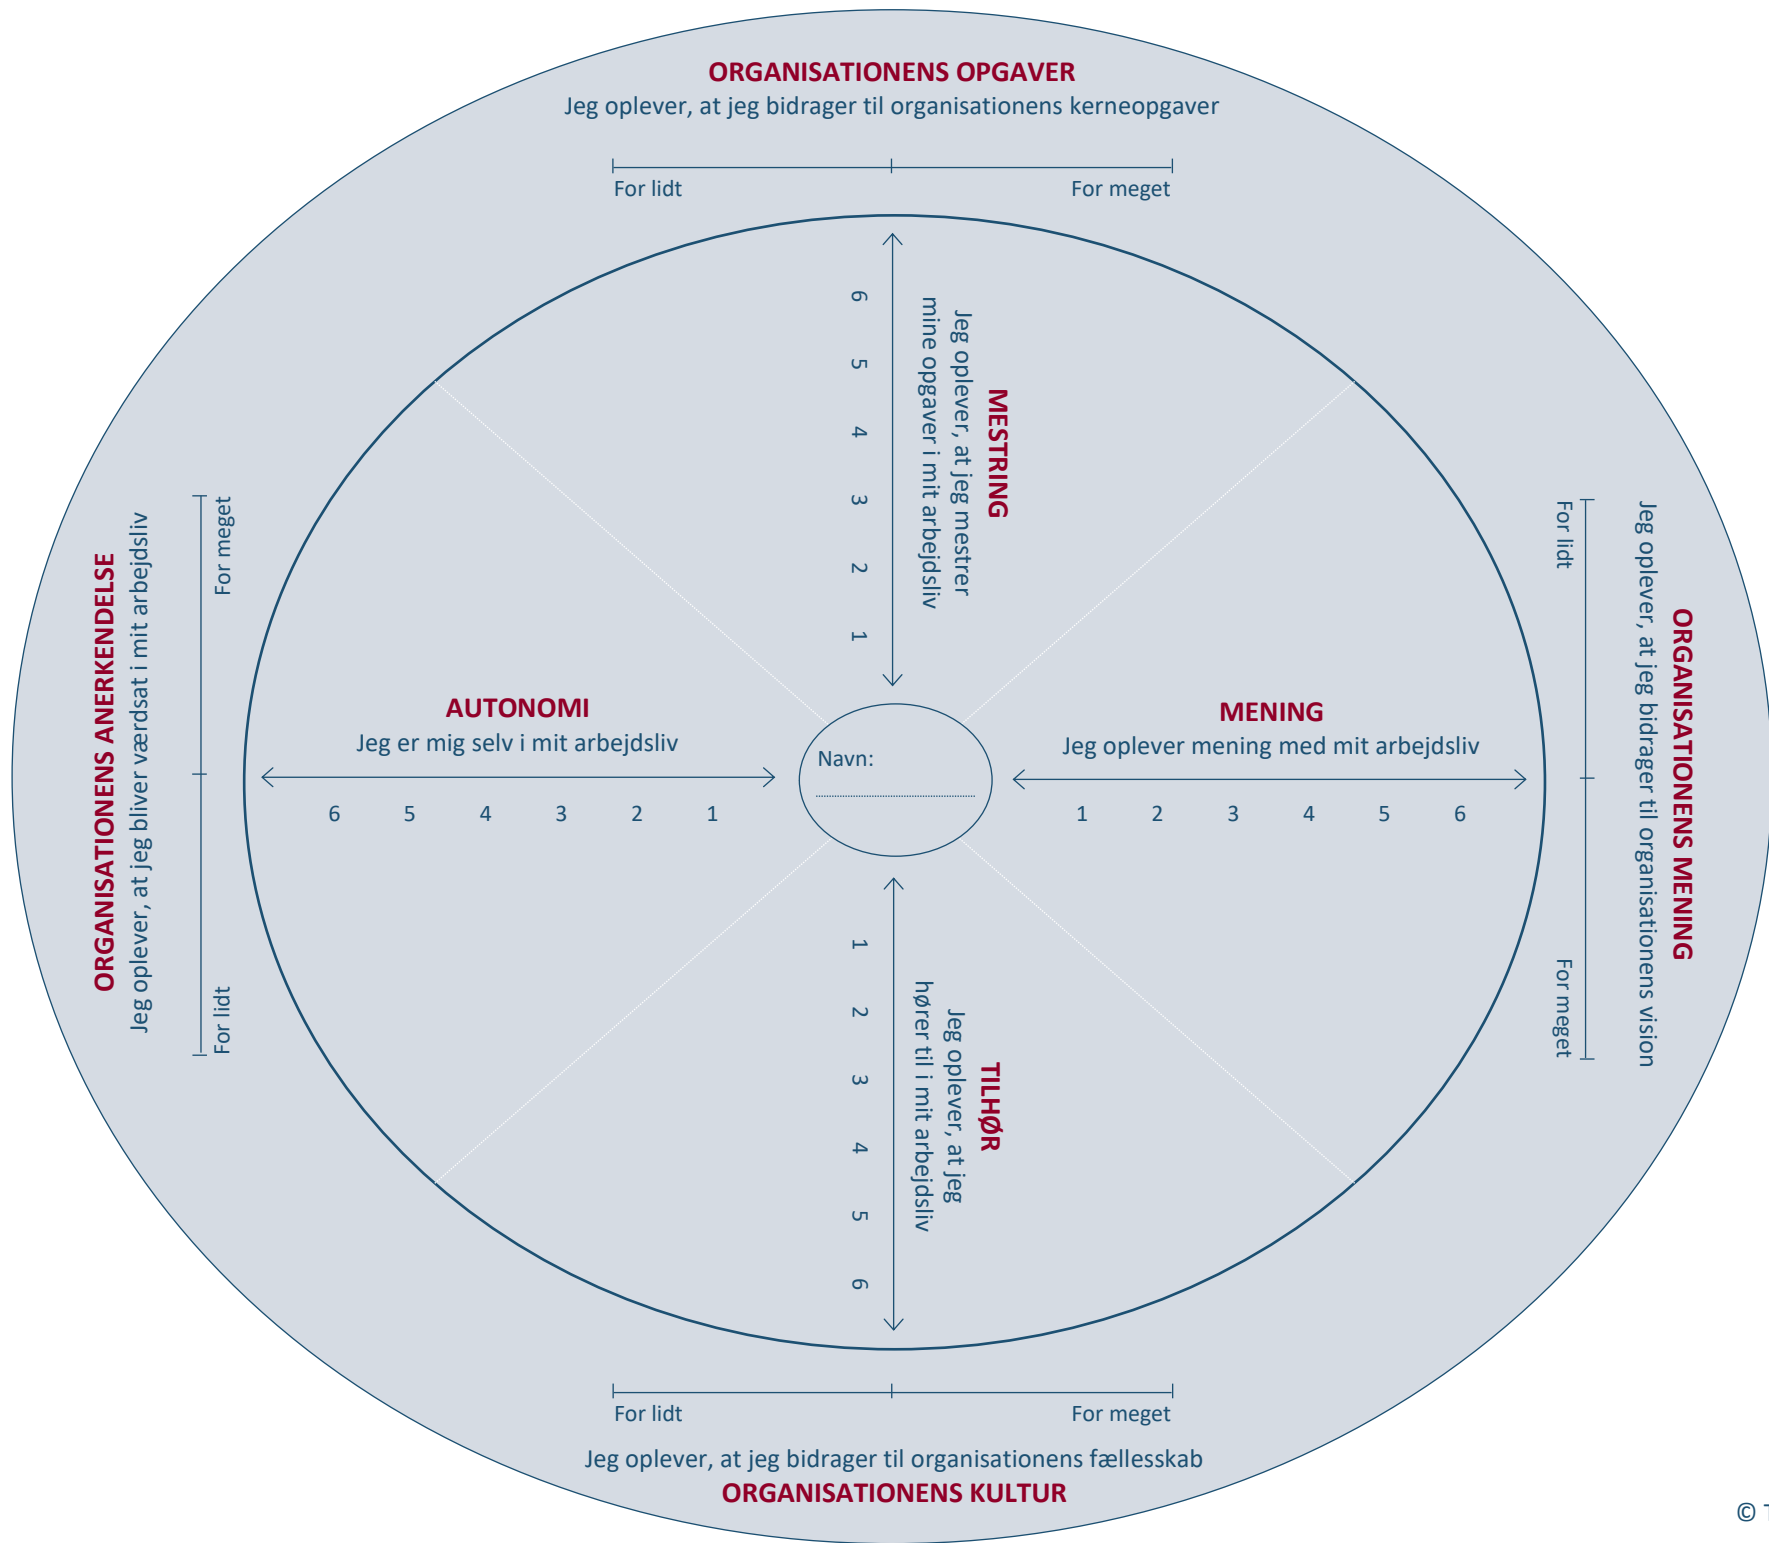 ORGANISATIONENS OPGAVER
Jeg oplever, at jeg bidrager til organisationens kerneopgaver
For lidt
For meget
MESTRING
Jeg oplever, at jeg mestrer
mine opgaver i mit arbejdsliv
6
5
4
3
2
1
ORGANISATIONENS ANERKENDELSE
Jeg oplever, at jeg bliver værdsat i mit arbejdsliv
For lidt
For meget
AUTONOMI
Jeg er mig selv i mit arbejdsliv
6 5 4 3 2 1
Navn:
MENING
Jeg oplever mening med mit arbejdsliv
1 2 3 4 5 6
ORGANISATIONENS MENING
Jeg oplever, at jeg bidrager til organisationens vision
For lidt
For meget
TILHØR
Jeg oplever, at jeg
hører til i mit arbejdsliv
1
2
3
4
5
6
For lidt
For meget
Jeg oplever, at jeg bidrager til organisationens fællesskab
ORGANISATIONENS KULTUR
©